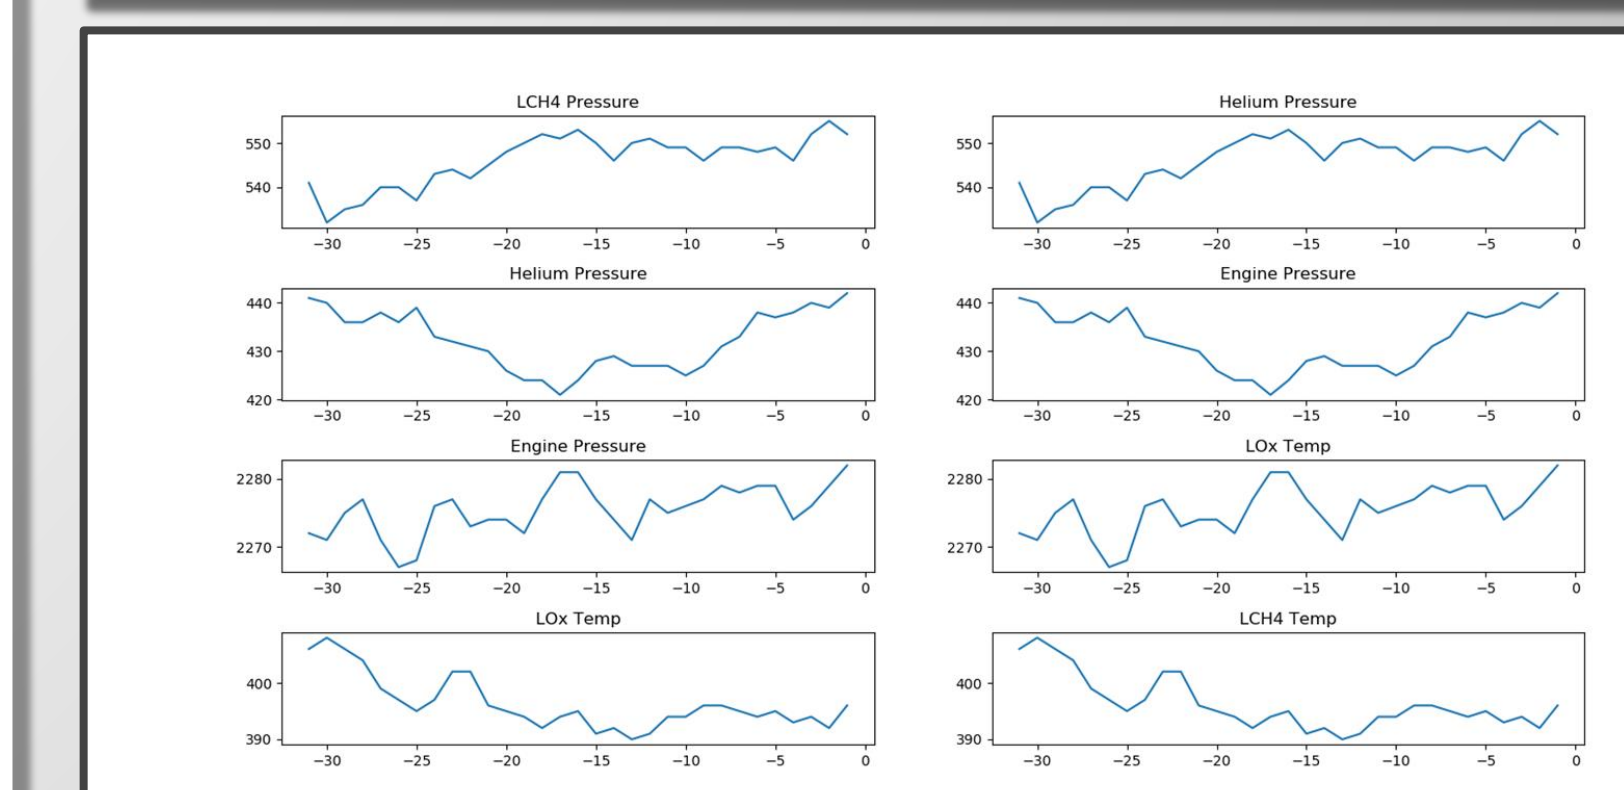 LCH4 Pressure Helium Pressure
550 550
540 540
−30 −25 −20 −15 −10 −5 0 −30 −25 −20 −15 −10 −5 0
Helium Pressure Engine Pressure
440 440
430 430
420 420
−30 −25 −20 −15 −10 −5 0 −30 −25 −20 −15 −10 −5 0
Engine Pressure LOx Temp
2280 2280
2270 2270
−30 −25 −20 −15 −10 −5 0 −30 −25 −20 −15 −10 −5 0
LOx Temp LCH4 Temp
400 400
390 390
−30 −25 −20 −15 −10 −5 0 −30 −25 −20 −15 −10 −5 0